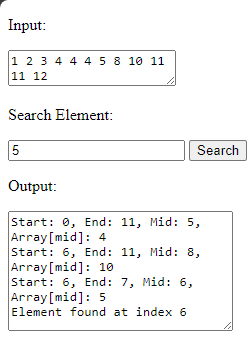 Input:
1 2 3 4 4 4 5 8 10 11
11 12
Search Element:
5
Search
Output:
Start: 0, End: 11, Mid: 5,
Array[mid]: 4
Start: 6, End: 11, Mid: 8,
Array[mid]: 10
Start: 6, End: 7, Mid: 6,
Array[mid]: 5
Element found at index 6